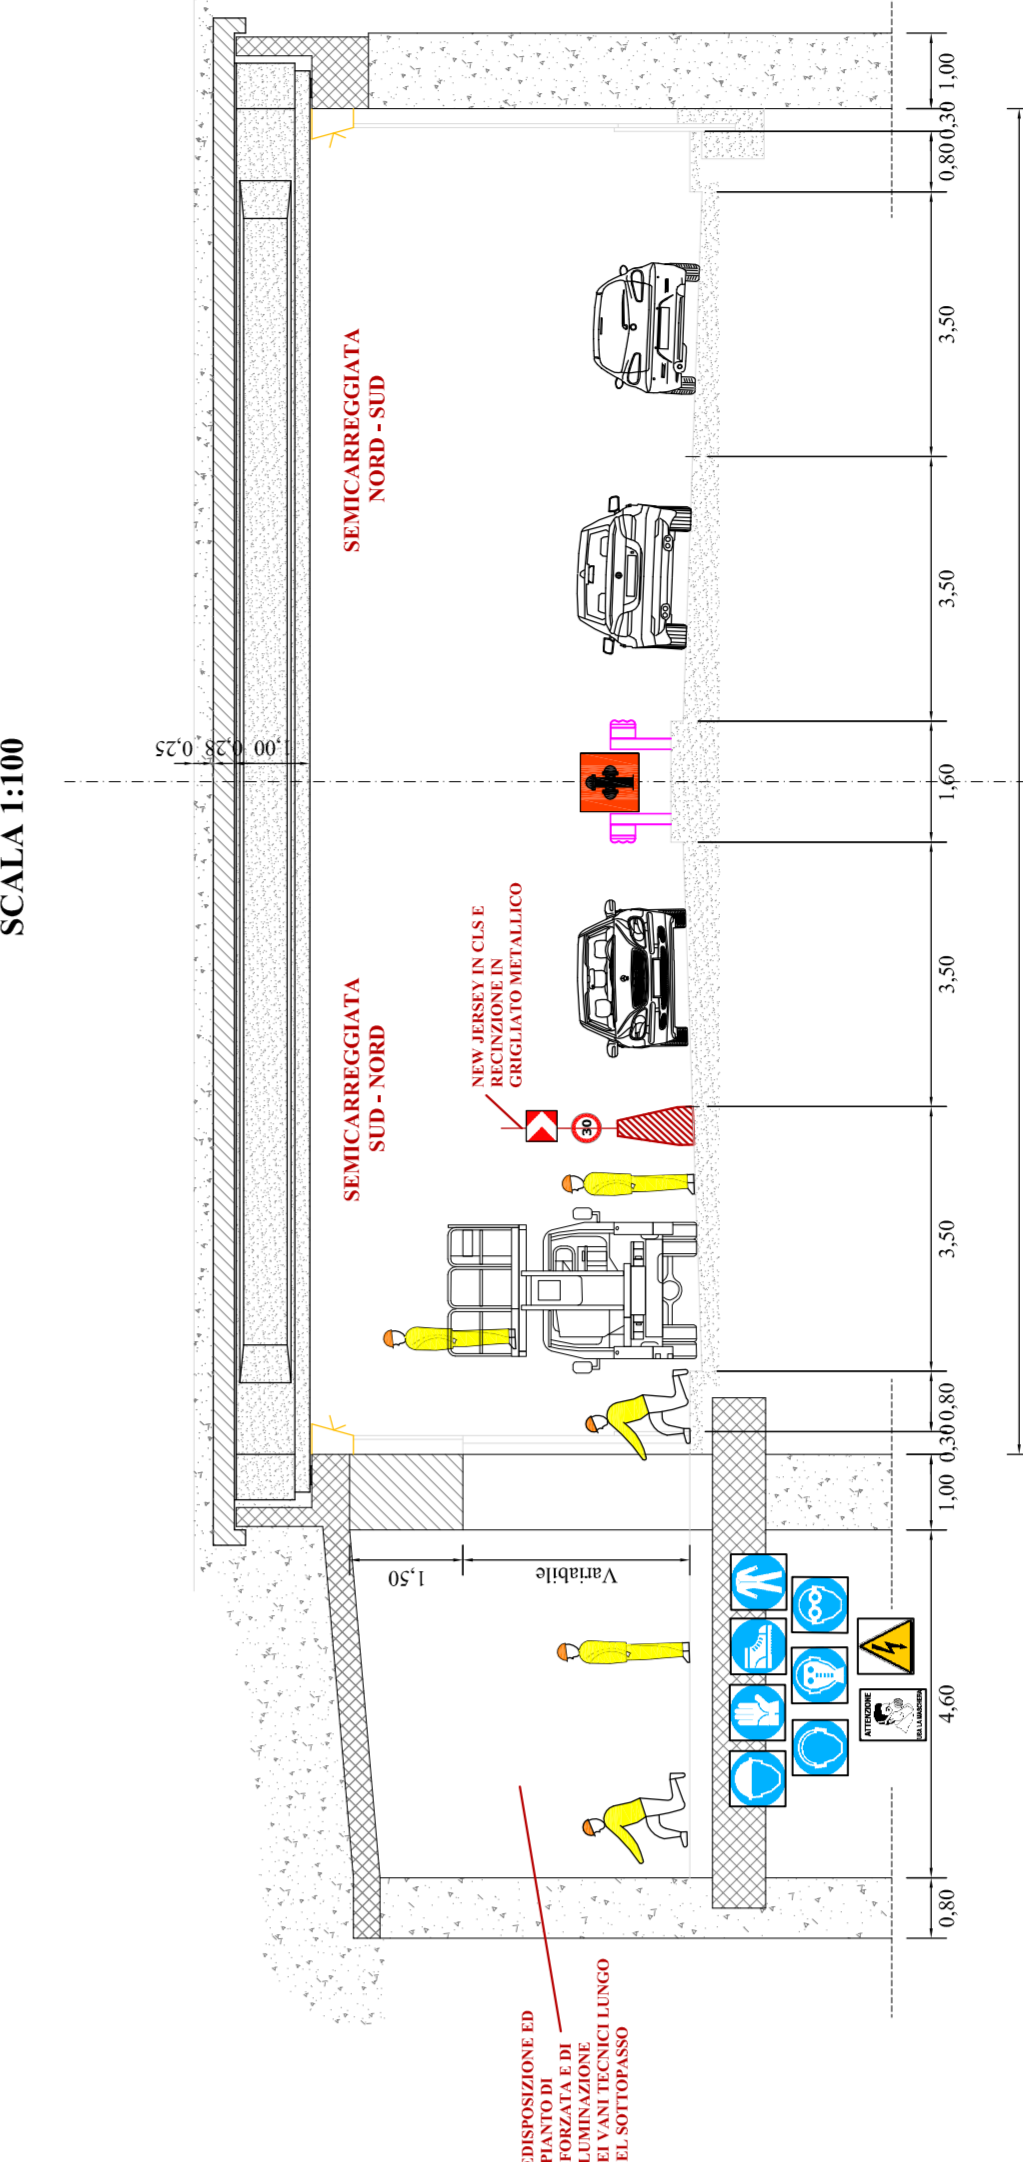 SCALA 1:100
0,25
0,28
1,00
SEMICARREGGIATA
SUD - NORD
SEMICARREGGIATA
NORD - SUD
NEW JERSEY IN CLS E
RECINZIONE IN
GRIGLIATO METALLICO
30
1,50
Variabile
EDISPOSIZIONE ED
PIANTO DI
FORZATA E DI
LUMINAZIONE
EI VANI TECNICI LUNGO
EL SOTTOPASSO
ATTENZIONE
USA LA MASCHERA
0,80
4,60
1,00
0,30
0,80
3,50
3,50
1,60
3,50
3,50
0,80
0,30
1,00